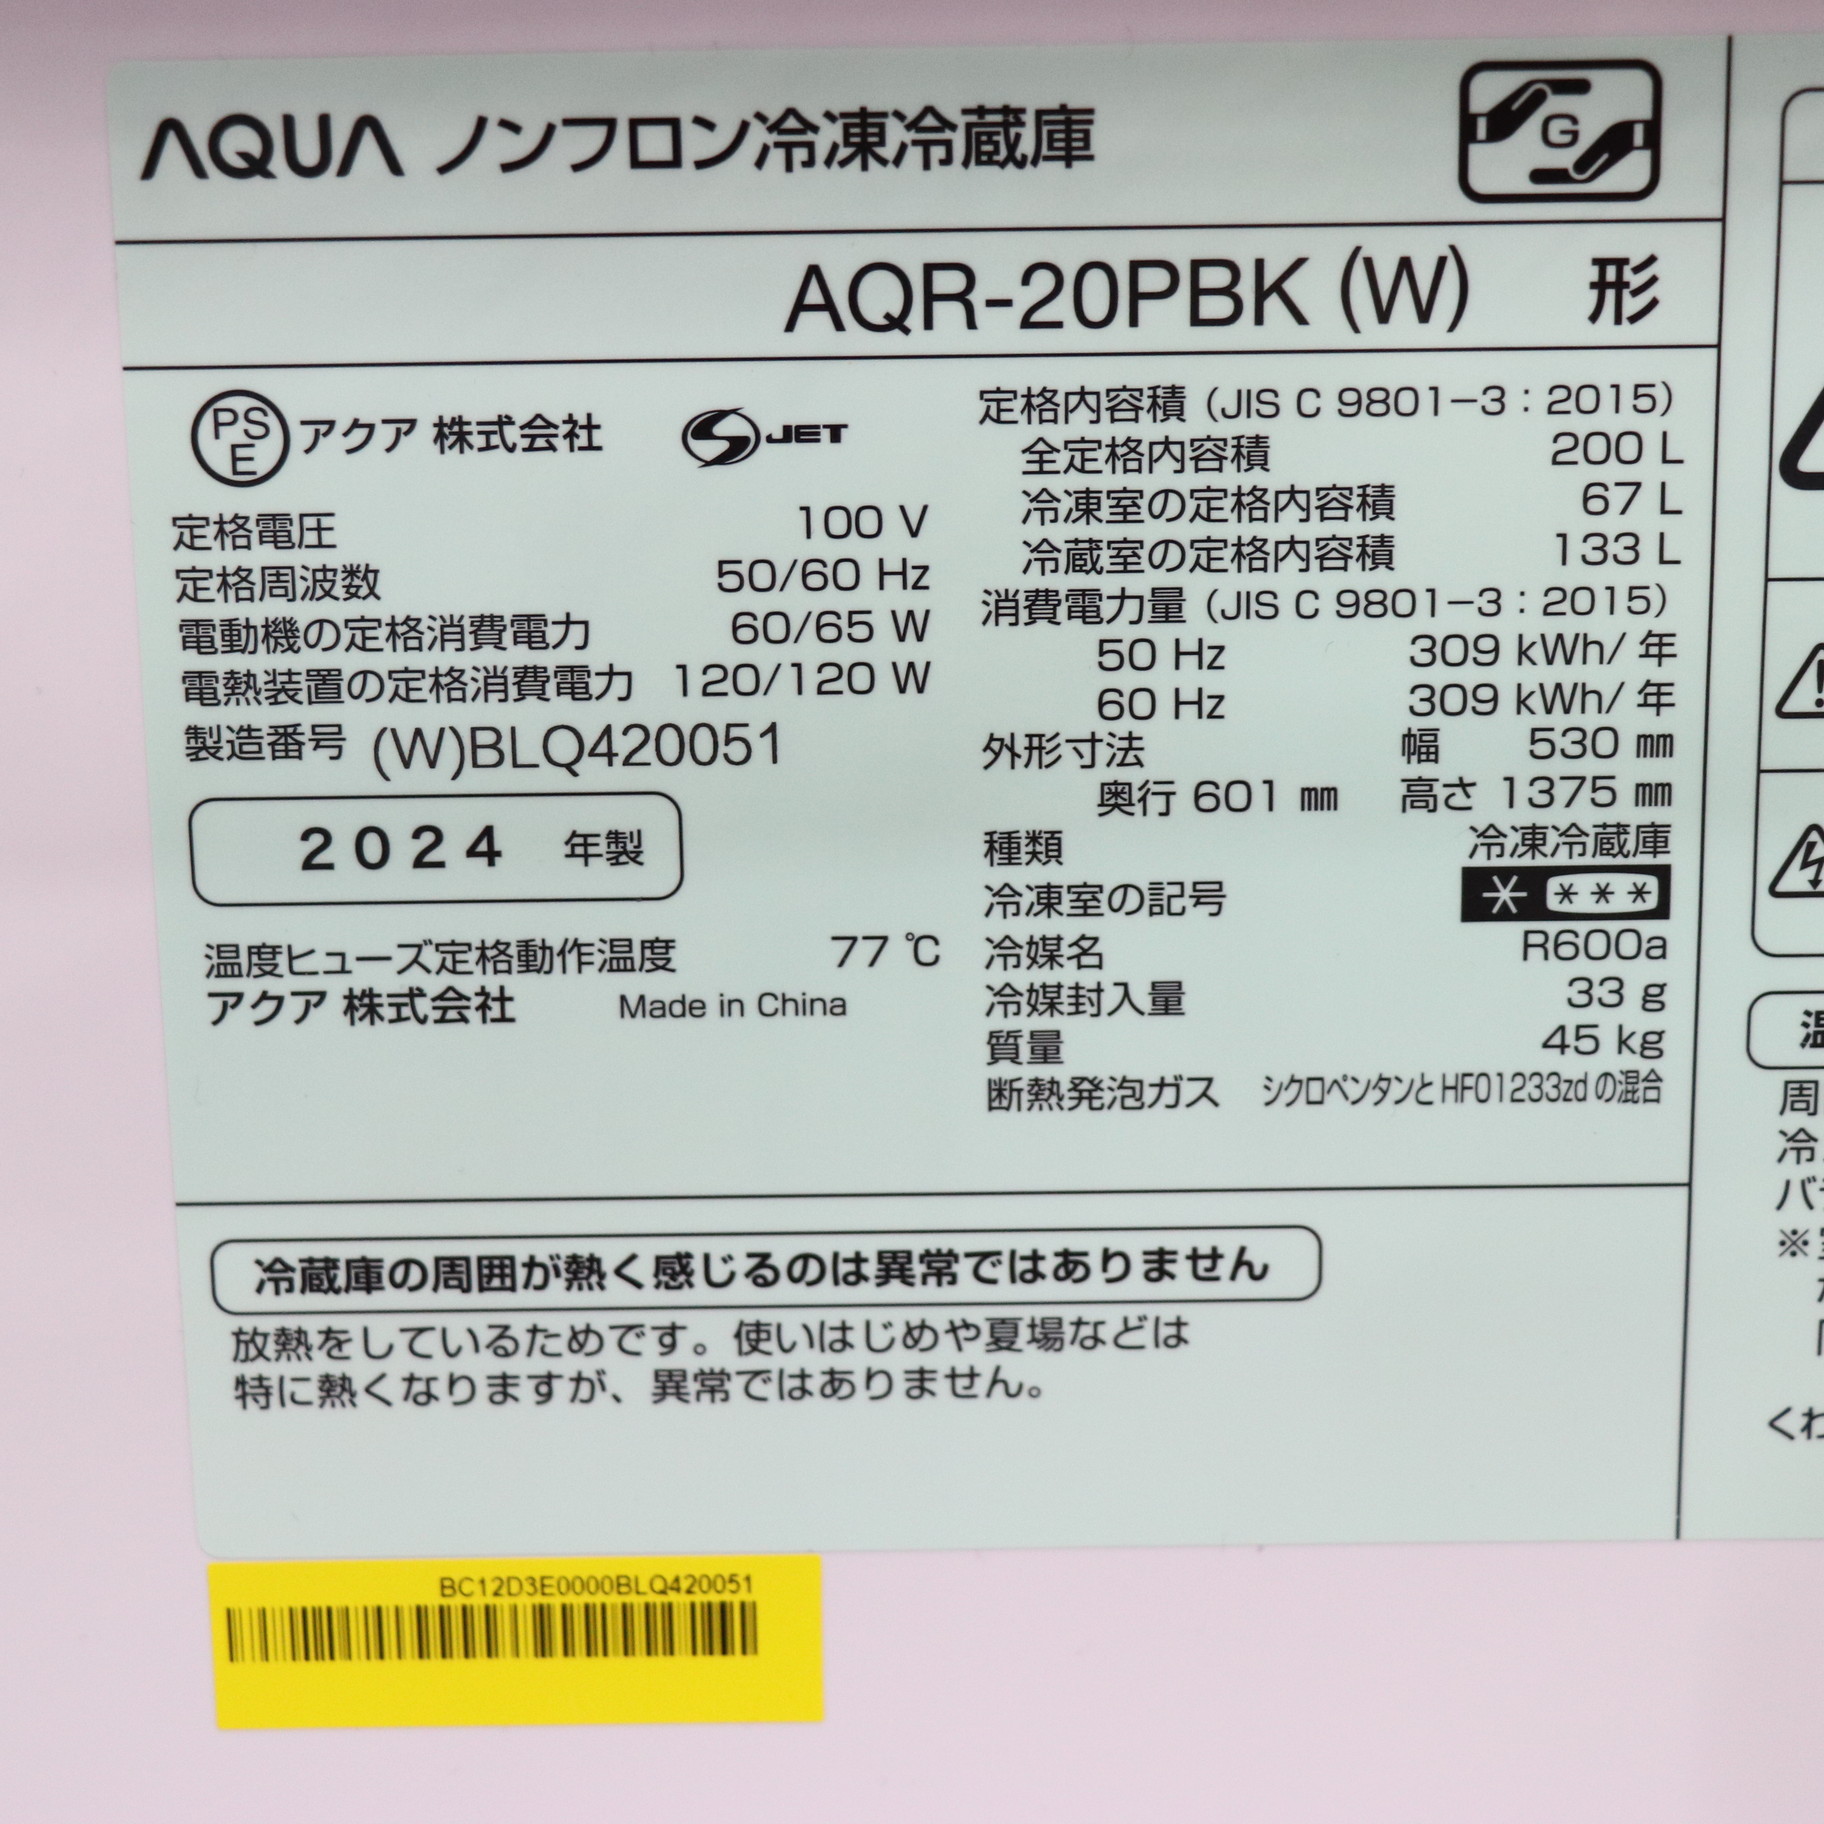 AQUA ノンフロン冷凍冷蔵庫
G
AQR-20PBK (W) 形
PSE アクア 株式会社 S JET
定格電圧 100 V
定格周波数 50/60 Hz
電動機の定格消費電力 60/65 W
電熱装置の定格消費電力 120/120 W
製造番号 (W)BLQ420051
2024 年製
温度ヒューズ定格動作温度 77 ℃
アクア 株式会社 Made in China
定格内容積 (JIS C 9801−3：2015)
全定格内容積 200 L
冷凍室の定格内容積 67 L
冷蔵室の定格内容積 133 L
消費電力量 (JIS C 9801−3：2015)
50 Hz 309 kWh/年
60 Hz 309 kWh/年
外形寸法 幅 530 ㎜
奥行 601 ㎜ 高さ 1375 ㎜
種類 冷凍冷蔵庫
冷凍室の記号 * ***
冷媒名 R600a
冷媒封入量 33 g
質量 45 kg
断熱発泡ガス シクロペンタンとHFO1233zdの混合
冷蔵庫の周囲が熱く感じるのは異常ではありません
放熱をしているためです。使いはじめや夏場などは
特に熱くなりますが、異常ではありません。
BC12D3E0000BLQ420051
温
周
冷
バ
※
くわ